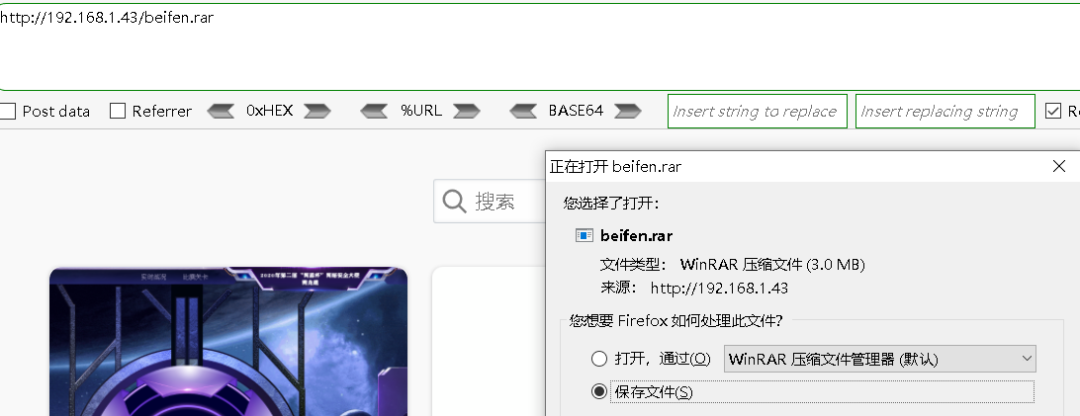 http://192.168.1.43/beifen.rar
Post data Referrer 0xHEX %URL BASE64 Insert string to replace Insert replacing string
正在打开 beifen.rar
搜索
您选择了打开：
beifen.rar
文件类型： WinRAR 压缩文件 (3.0 MB)
来源： http://192.168.1.43
您想要 Firefox 如何处理此文件？
打开，通过(O) WinRAR 压缩文件管理器 (默认)
保存文件(S)